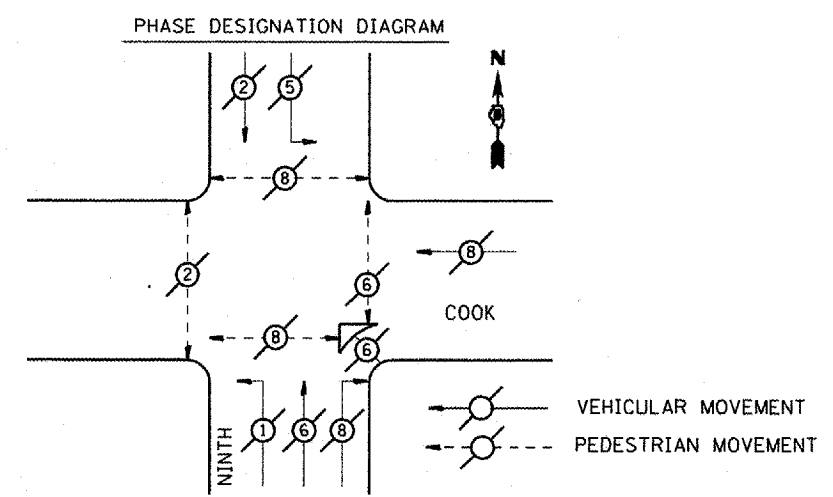 PHASE DESIGNATION DIAGRAM
N
2
5
8
8
2
6
COOK
8
6
1
6
8
NINTH
VEHICULAR MOVEMENT
PEDESTRIAN MOVEMENT